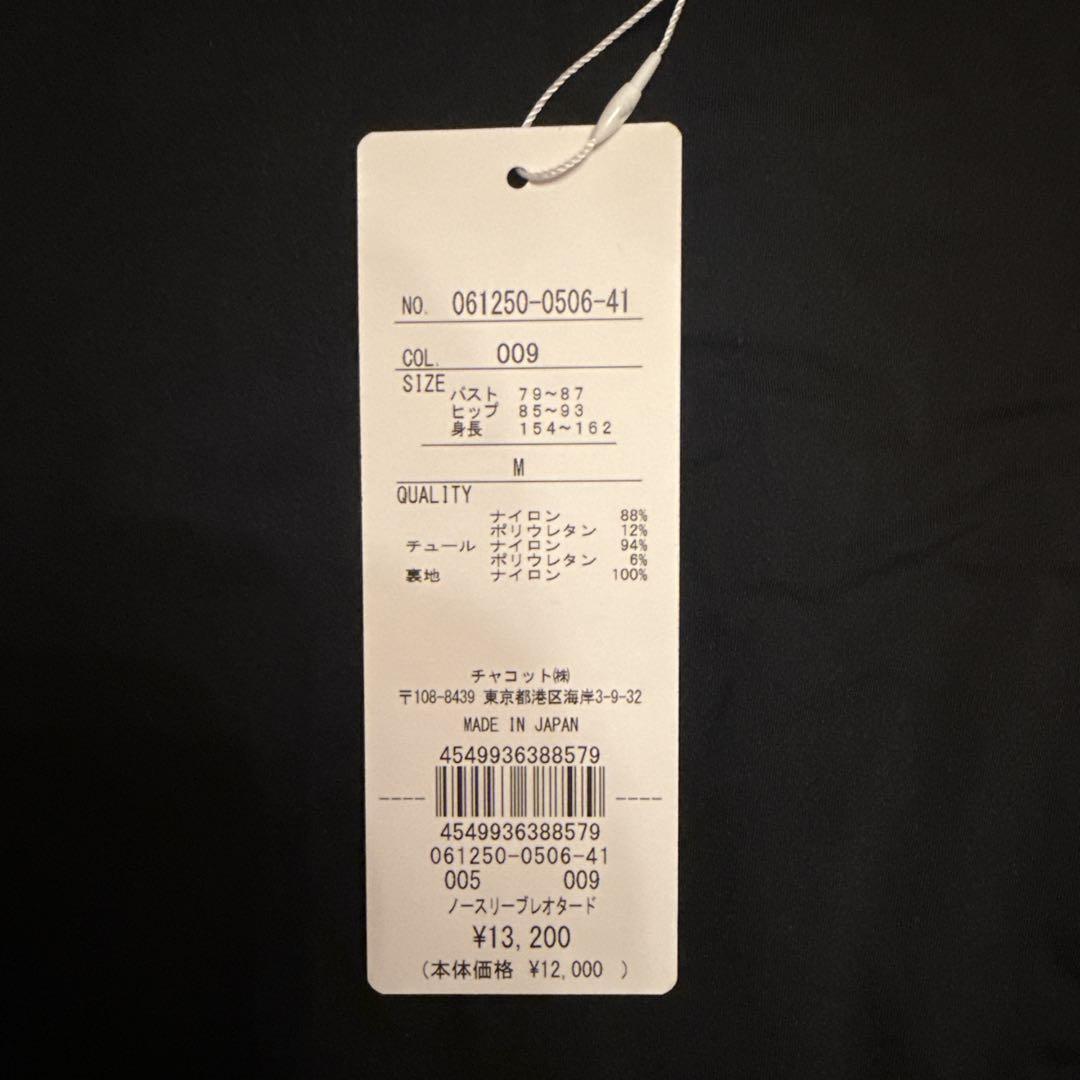 NO. 061250-0506-41
COL. 009
SIZE
バスト 79~87
ヒップ 85~93
身長 154~162
M
QUALITY
ナイロン 88%
ポリウレタン 12%
チュール ナイロン 94%
ポリウレタン 6%
裏地 ナイロン 100%
チャコット㈱
〒108-8439 東京都港区海岸3-9-32
MADE IN JAPAN
4549936388579
4549936388579
061250-0506-41
005 009
ノースリーブレオタード
¥13,200
(本体価格 ¥12,000 )